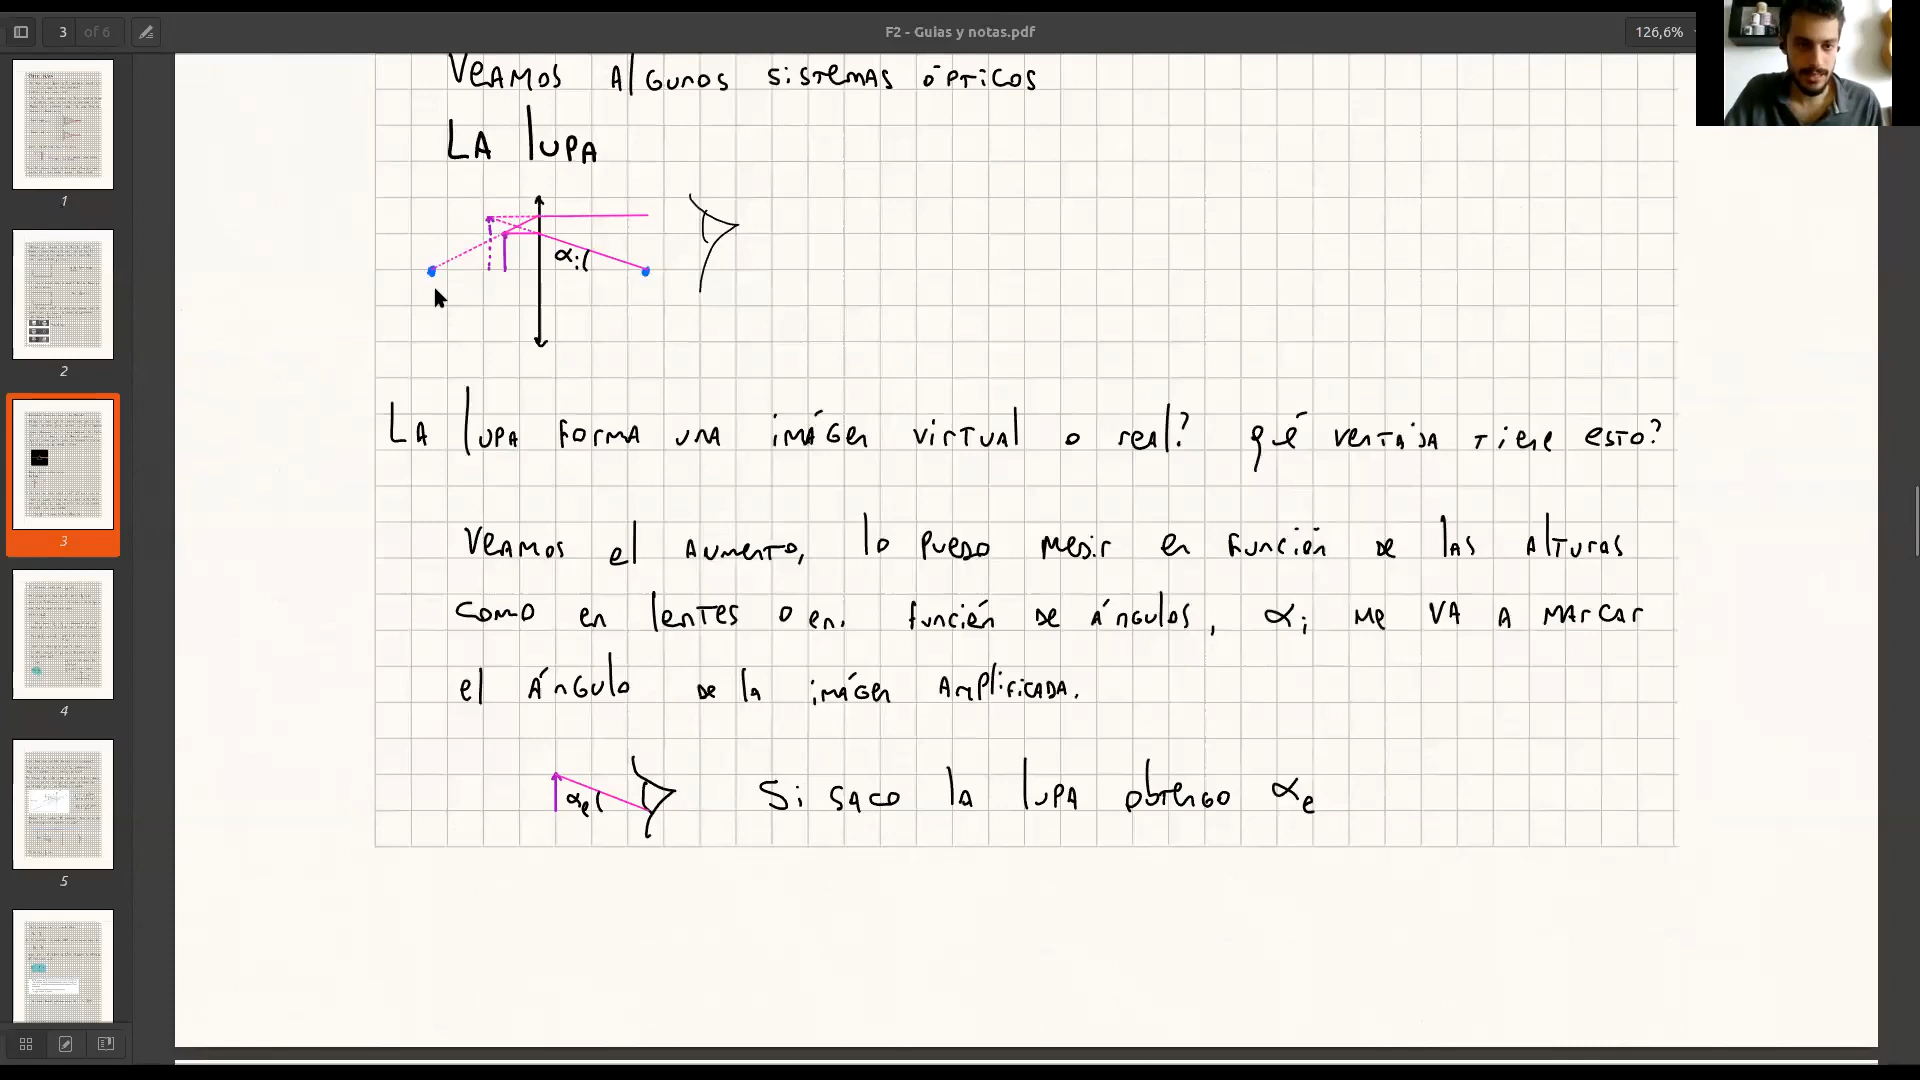 3 of 6
F2 - Guias y notas.pdf
126,6%
1
2
3
4
5
Veamos algunos sistemas ópticos
La lupa
αi
La lupa forma una imágen virtual o real? qué ventaja tiene esto?
Veamos el aumento, lo puedo medir en función de las alturas
como en lentes o en función de ángulos, αi me va a marcar
el ángulo de la imágen amplificada.
αe
Si saco la lupa obtengo αe